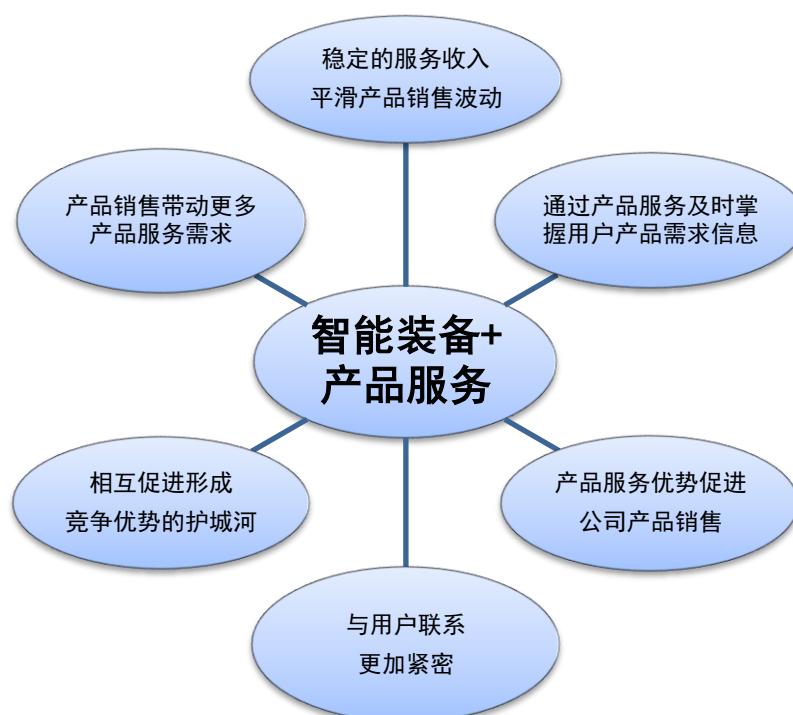 稳定的服务收入
平滑产品销售波动
产品销售带动更多
产品服务需求
通过产品服务及时掌
握用户产品需求信息
智能装备+
产品服务
相互促进形成
竞争优势的护城河
产品服务优势促进
公司产品销售
与用户联系
更加紧密